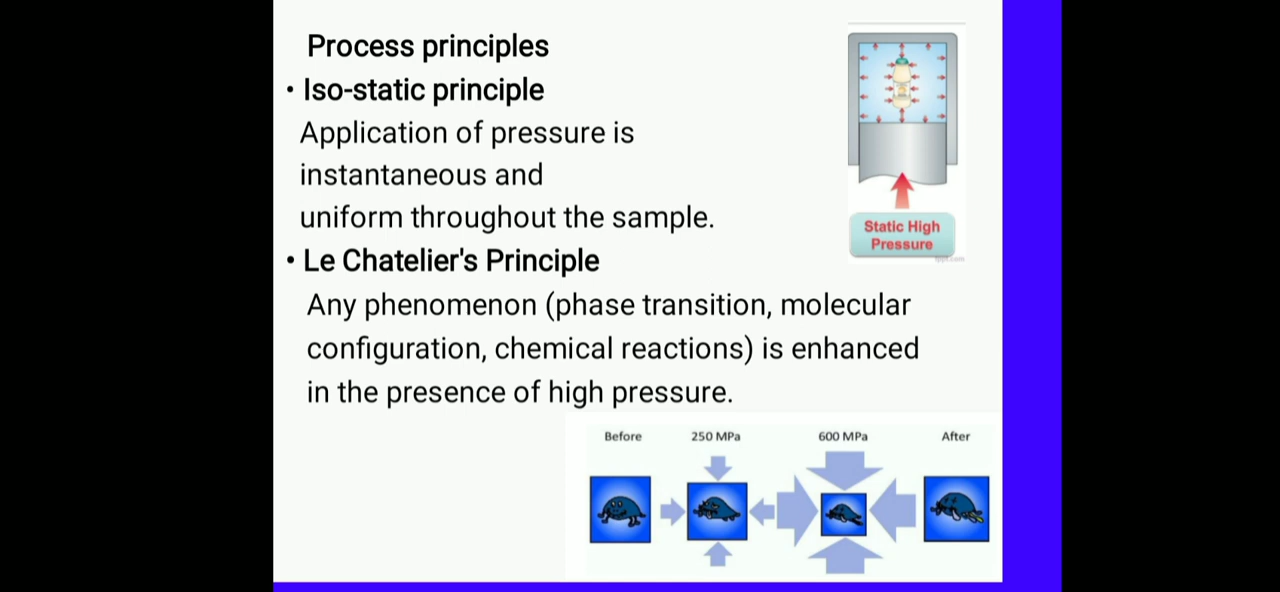 Process principles
• Iso-static principle
Application of pressure is
instantaneous and
uniform throughout the sample.
• Le Chatelier's Principle
Any phenomenon (phase transition, molecular
configuration, chemical reactions) is enhanced
in the presence of high pressure.
Static High
Pressure
Before
250 MPa
600 MPa
After